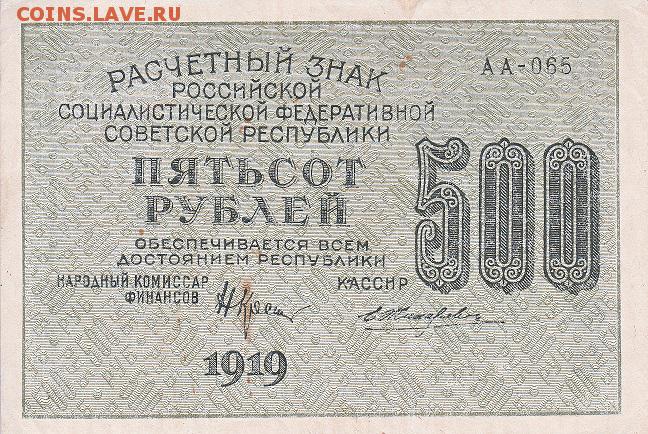 COINS.LAVE.RU
РАСЧЕТНЫЙ ЗНАК
АА-065
РОССИЙСКОЙ
СОЦИАЛИСТИЧЕСКОЙ ФЕДЕРАТИВНОЙ
СОВЕТСКОЙ РЕСПУБЛИКИ
ПЯТЬСОТ
РУБЛЕЙ
500
ОБЕСПЕЧИВАЕТСЯ ВСЕМ
ДОСТОЯНИЕМ РЕСПУБЛИКИ
НАРОДНЫЙ КОМИССАР
ФИНАНСОВ
КАССИР
1919